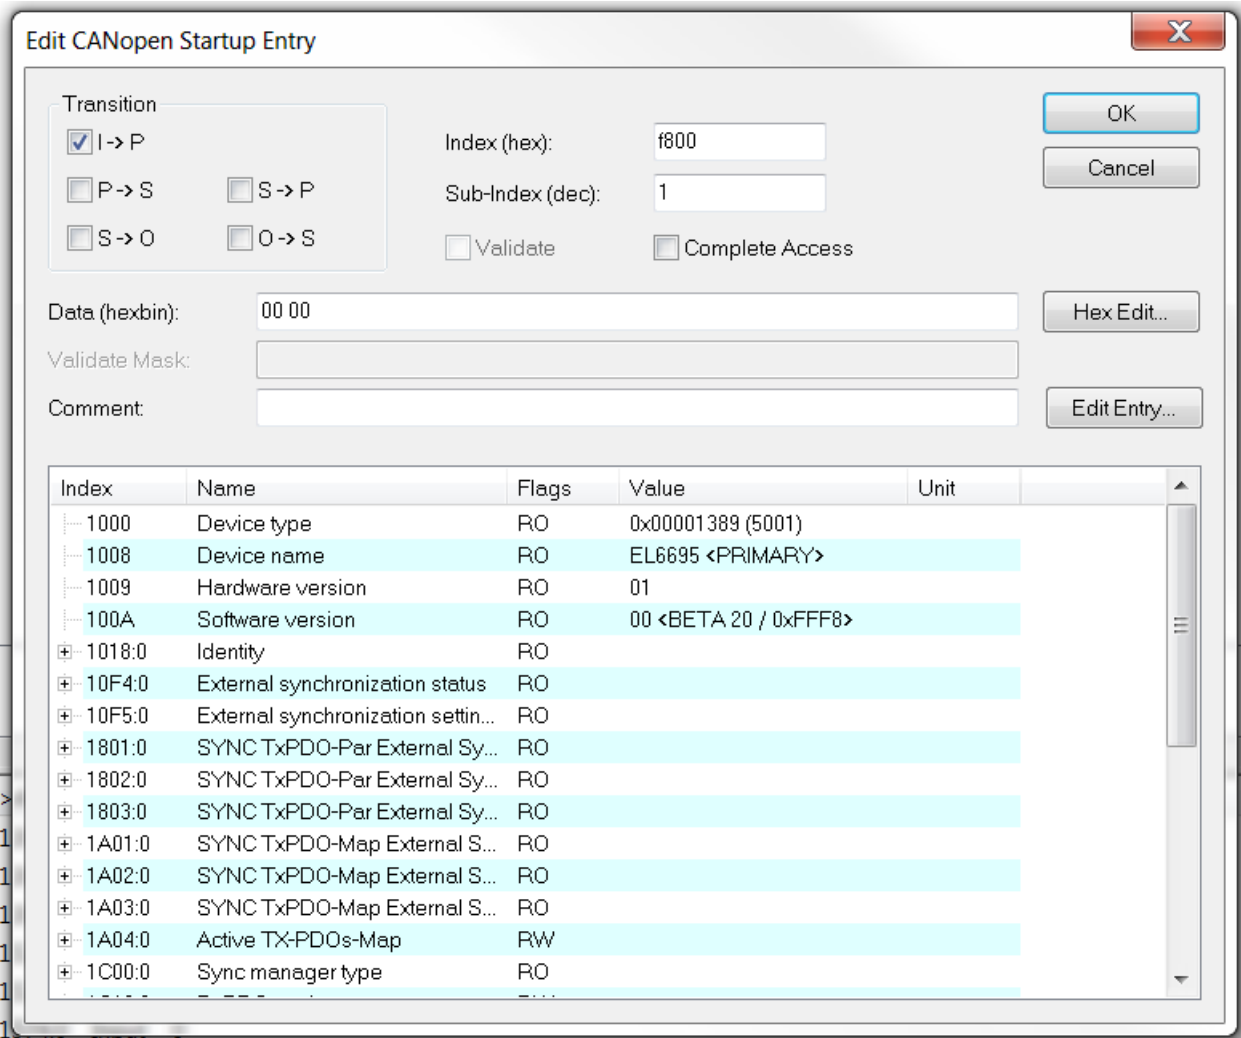 Edit CANopen Startup Entry
X
Transition
I -> P
P -> S
S -> P
S -> O
O -> S
Index (hex):
f800
Sub-Index (dec):
1
Validate
Complete Access
OK
Cancel
Data (hexbin):
00 00
Hex Edit...
Validate Mask:
Comment:
Edit Entry...
Index Name Flags Value Unit
1000 Device type RO 0x00001389 (5001)
1008 Device name RO EL6695 <PRIMARY>
1009 Hardware version RO 01
100A Software version RO 00 <BETA 20 / 0xFFF8>
1018:0 Identity RO
10F4:0 External synchronization status RO
10F5:0 External synchronization settin... RO
1801:0 SYNC TxPDO-Par External Sy... RO
1802:0 SYNC TxPDO-Par External Sy... RO
1803:0 SYNC TxPDO-Par External Sy... RO
1A01:0 SYNC TxPDO-Map External S... RO
1A02:0 SYNC TxPDO-Map External S... RO
1A03:0 SYNC TxPDO-Map External S... RO
1A04:0 Active TX-PDOs-Map RW
1C00:0 Sync manager type RO